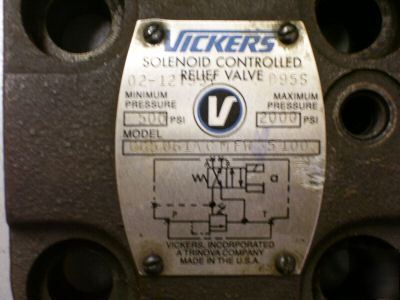 VICKERS
SOLENOID CONTROLLED
RELIEF VALVE
MINIMUM PRESSURE
500 PSI
MAXIMUM PRESSURE
2000 PSI
V
MODEL
A B
a
P T
VICKERS, INCORPORATED
A TRINOVA COMPANY
MADE IN THE U.S.A.